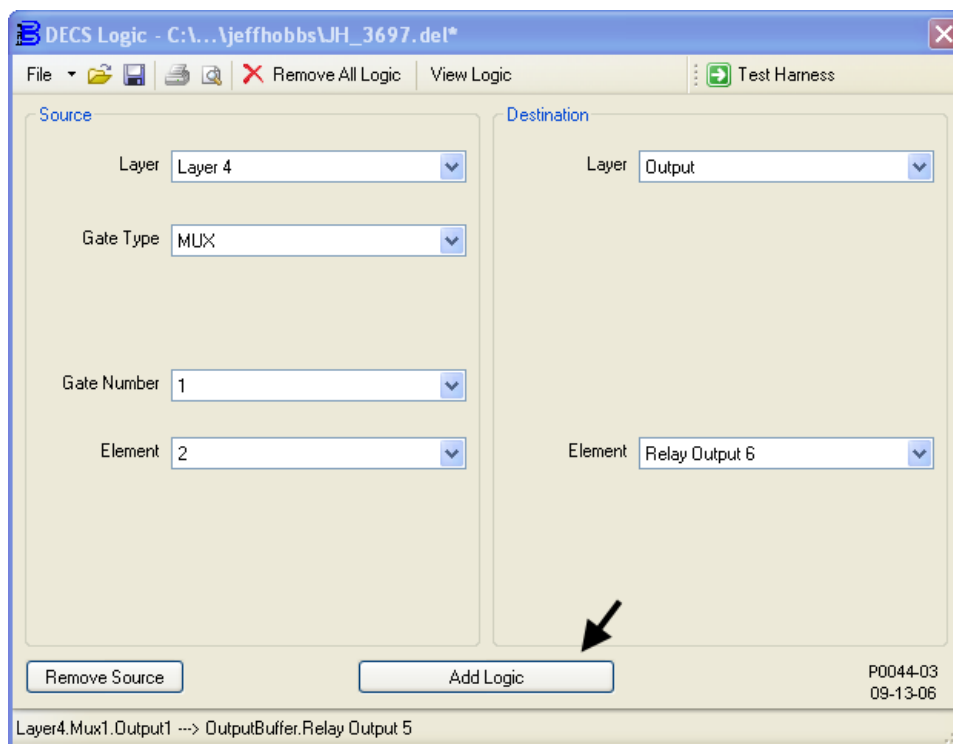 DECS Logic - C:\...\jeffhobbs\JH_3697.del*
File Remove All Logic View Logic Test Harness
Source
Layer Layer 4
Gate Type MUX
Gate Number 1
Element 2
Destination
Layer Output
Element Relay Output 6
Remove Source Add Logic
P0044-03
09-13-06
Layer4.Mux1.Output1 ---> OutputBuffer.Relay Output 5